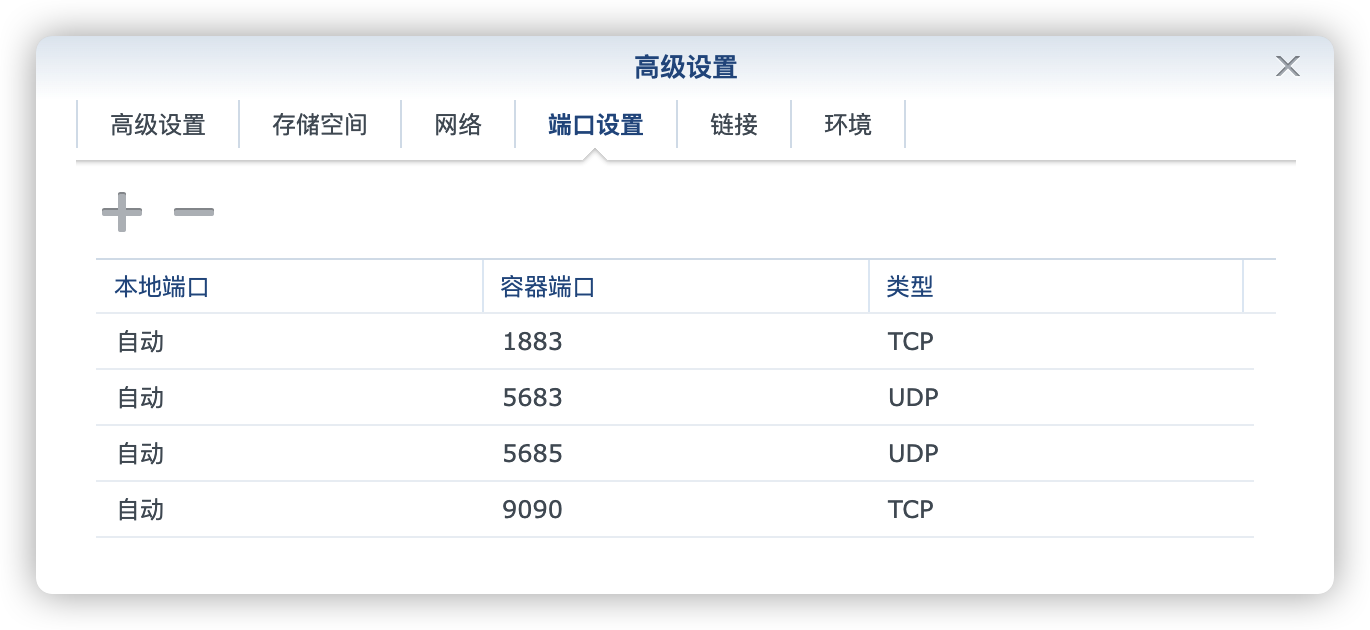 高级设置
高级设置 存储空间 网络 端口设置 链接 环境
本地端口 容器端口 类型
自动 1883 TCP
自动 5683 UDP
自动 5685 UDP
自动 9090 TCP